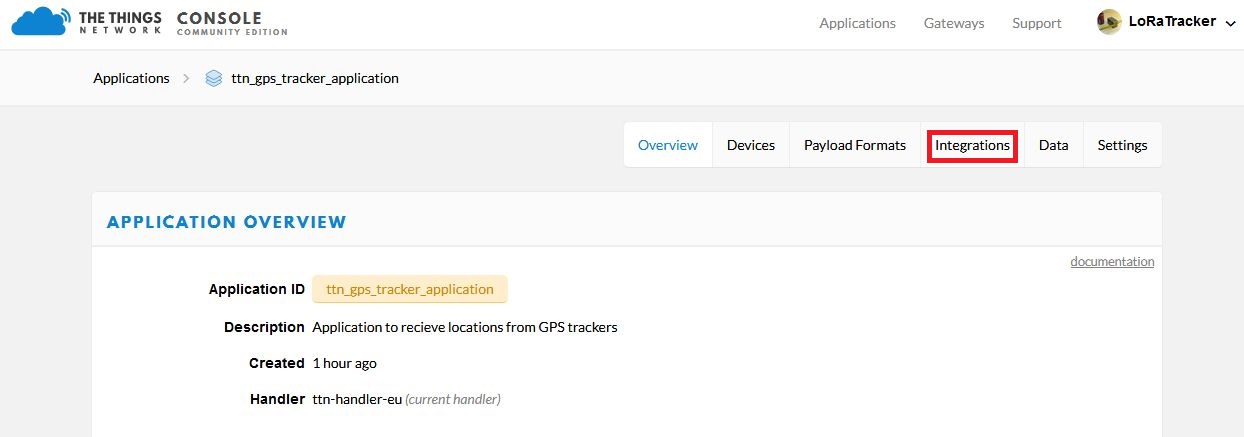 THE THINGS NETWORK CONSOLE COMMUNITY EDITION
Applications Gateways Support LoRaTracker
Applications > ttn_gps_tracker_application
Overview Devices Payload Formats Integrations Data Settings
APPLICATION OVERVIEW
documentation
Application ID ttn_gps_tracker_application
Description Application to recieve locations from GPS trackers
Created 1 hour ago
Handler ttn-handler-eu (current handler)